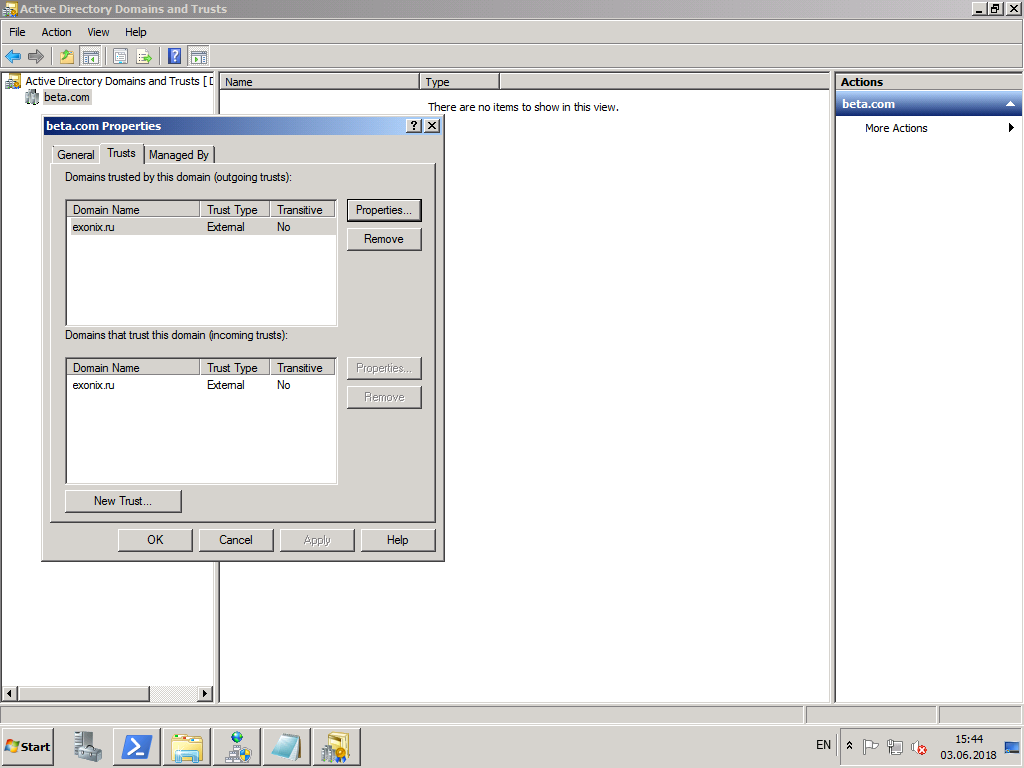 Active Directory Domains and Trusts
File Action View Help
Active Directory Domains and Trusts [ D
beta.com
Name Type
There are no items to show in this view.
Actions
beta.com
More Actions
beta.com Properties
General Trusts Managed By
Domains trusted by this domain (outgoing trusts):
Domain Name Trust Type Transitive
exonix.ru External No
Properties...
Remove
Domains that trust this domain (incoming trusts):
Domain Name Trust Type Transitive
exonix.ru External No
Properties...
Remove
New Trust...
OK Cancel Apply Help
Start
EN
15:44
03.06.2018